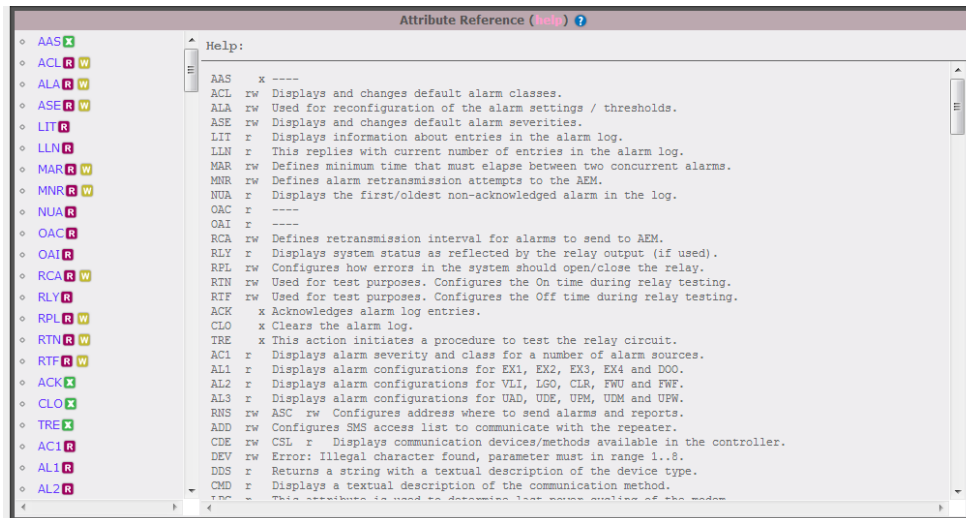 Attribute Reference (help) ?
AAS X
ACL R W
ALA R W
ASE R W
LIT R
LLN R
MAR R W
MNR R W
NUA R
OAC R
OAI R
RCA R W
RLY R
RPL R W
RTN R W
RTF R W
ACK X
CLO X
TRE X
AC1 R
AL1 R
AL2 R
Help:
AAS x ----
ACL rw Displays and changes default alarm classes.
ALA rw Used for reconfiguration of the alarm settings / thresholds.
ASE rw Displays and changes default alarm severities.
LIT r Displays information about entries in the alarm log.
LLN r This replies with current number of entries in the alarm log.
MAR rw Defines minimum time that must elapse between two concurrent alarms.
MNR rw Defines alarm retransmission attempts to the AEM.
NUA r Displays the first/oldest non-acknowledged alarm in the log.
OAC r ----
OAI r ----
RCA rw Defines retransmission interval for alarms to send to AEM.
RLY r Displays system status as reflected by the relay output (if used).
RPL rw Configures how errors in the system should open/close the relay.
RTN rw Used for test purposes. Configures the On time during relay testing.
RTF rw Used for test purposes. Configures the Off time during relay testing.
ACK x Acknowledges alarm log entries.
CLO x Clears the alarm log.
TRE x This action initiates a procedure to test the relay circuit.
AC1 r Displays alarm severity and class for a number of alarm sources.
AL1 r Displays alarm configurations for EX1, EX2, EX3, EX4 and DOO.
AL2 r Displays alarm configurations for VLI, LGO, CLR, FWU and FWF.
AL3 r Displays alarm configurations for UAD, UDE, UPM, UDM and UPW.
RNS rw ASC rw Configures address where to send alarms and reports.
ADD rw Configures SMS access list to communicate with the repeater.
CDE rw CSL r Displays communication devices/methods available in the controller.
DEV rw Error: Illegal character found, parameter must in range 1..8.
DDS r Returns a string with a textual description of the device type.
CMD r Displays a textual description of the communication method.
LPC r This attribute is used to determine last power cycling of the modem